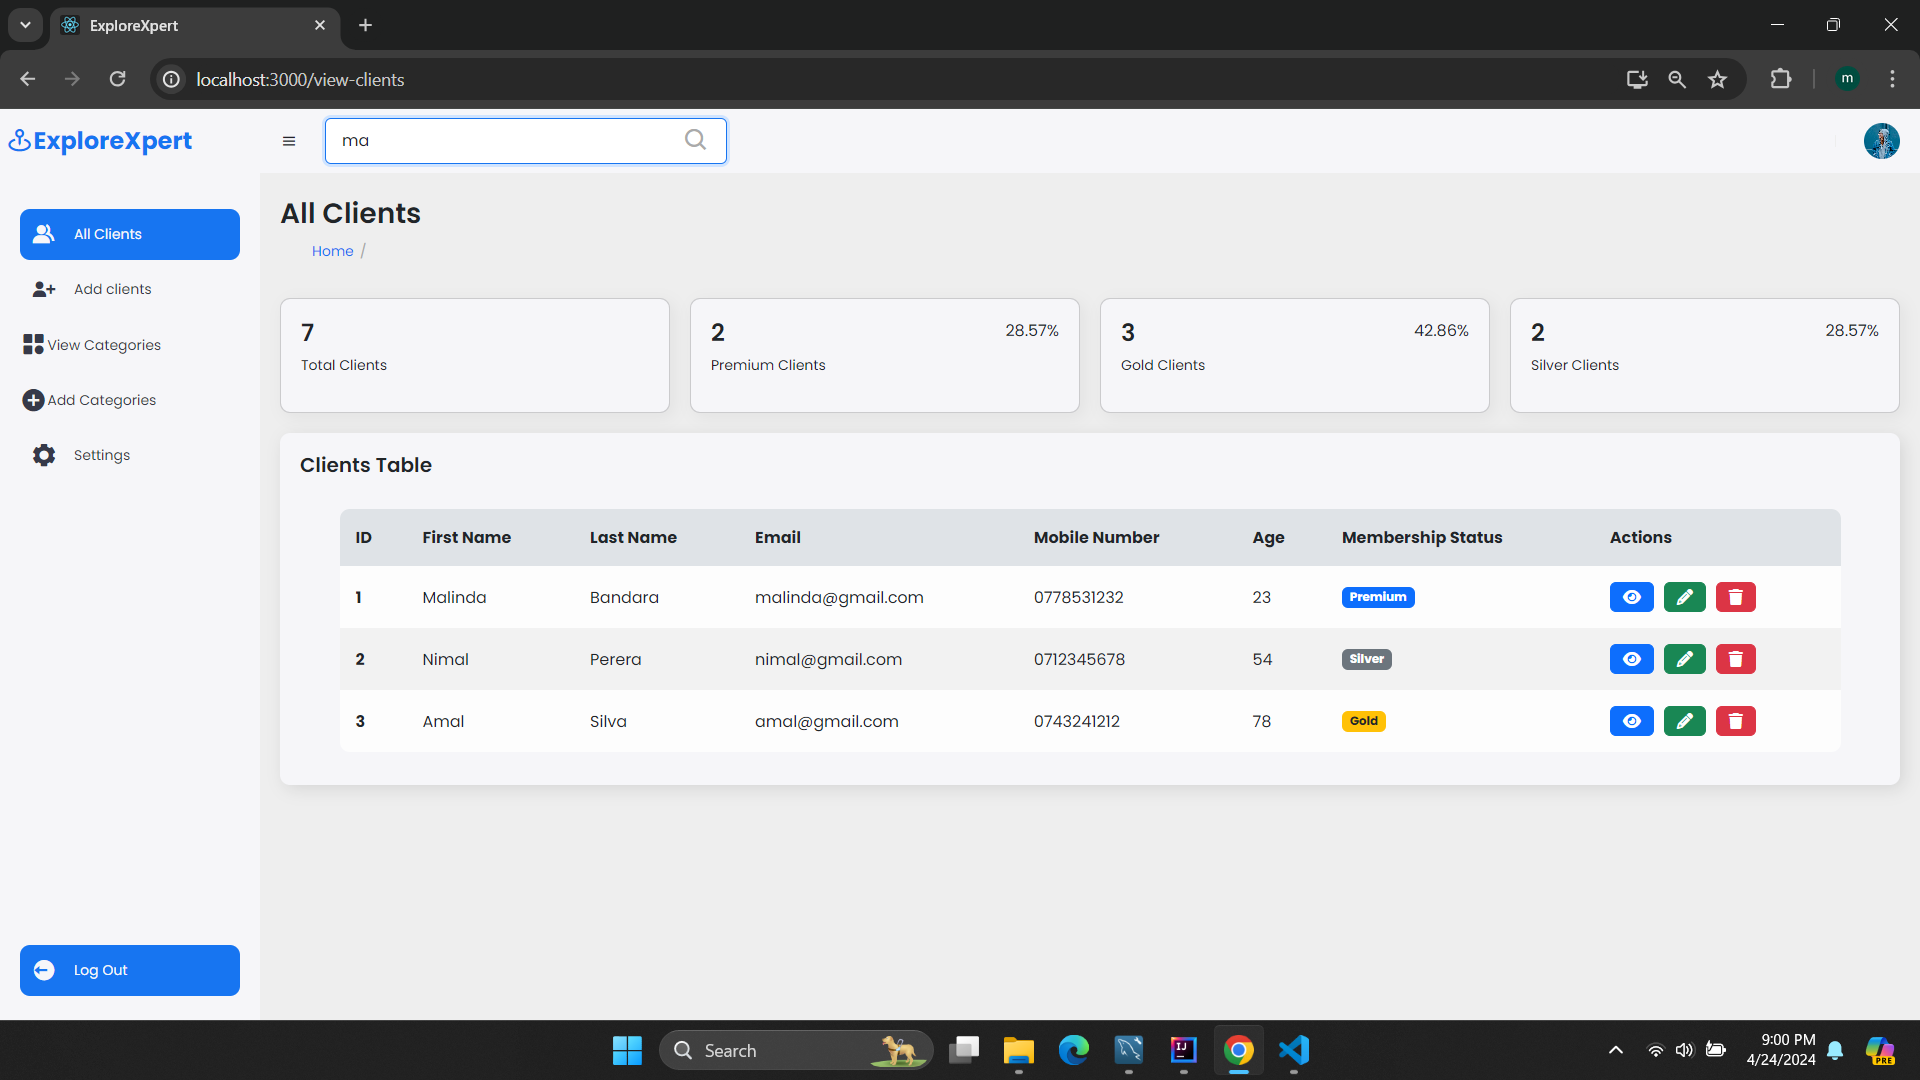 ExploreXpert
localhost:3000/view-clients
m
ExploreXpert
ma
All Clients
Home /
All Clients
Add clients
View Categories
Add Categories
Settings
Log Out
7
Total Clients
2 28.57%
Premium Clients
3 42.86%
Gold Clients
2 28.57%
Silver Clients
Clients Table
ID First Name Last Name Email Mobile Number Age Membership Status Actions
1 Malinda Bandara malinda@gmail.com 0778531232 23 Premium
2 Nimal Perera nimal@gmail.com 0712345678 54 Silver
3 Amal Silva amal@gmail.com 0743241212 78 Gold
Search
IJ
9:00 PM
4/24/2024
PRE